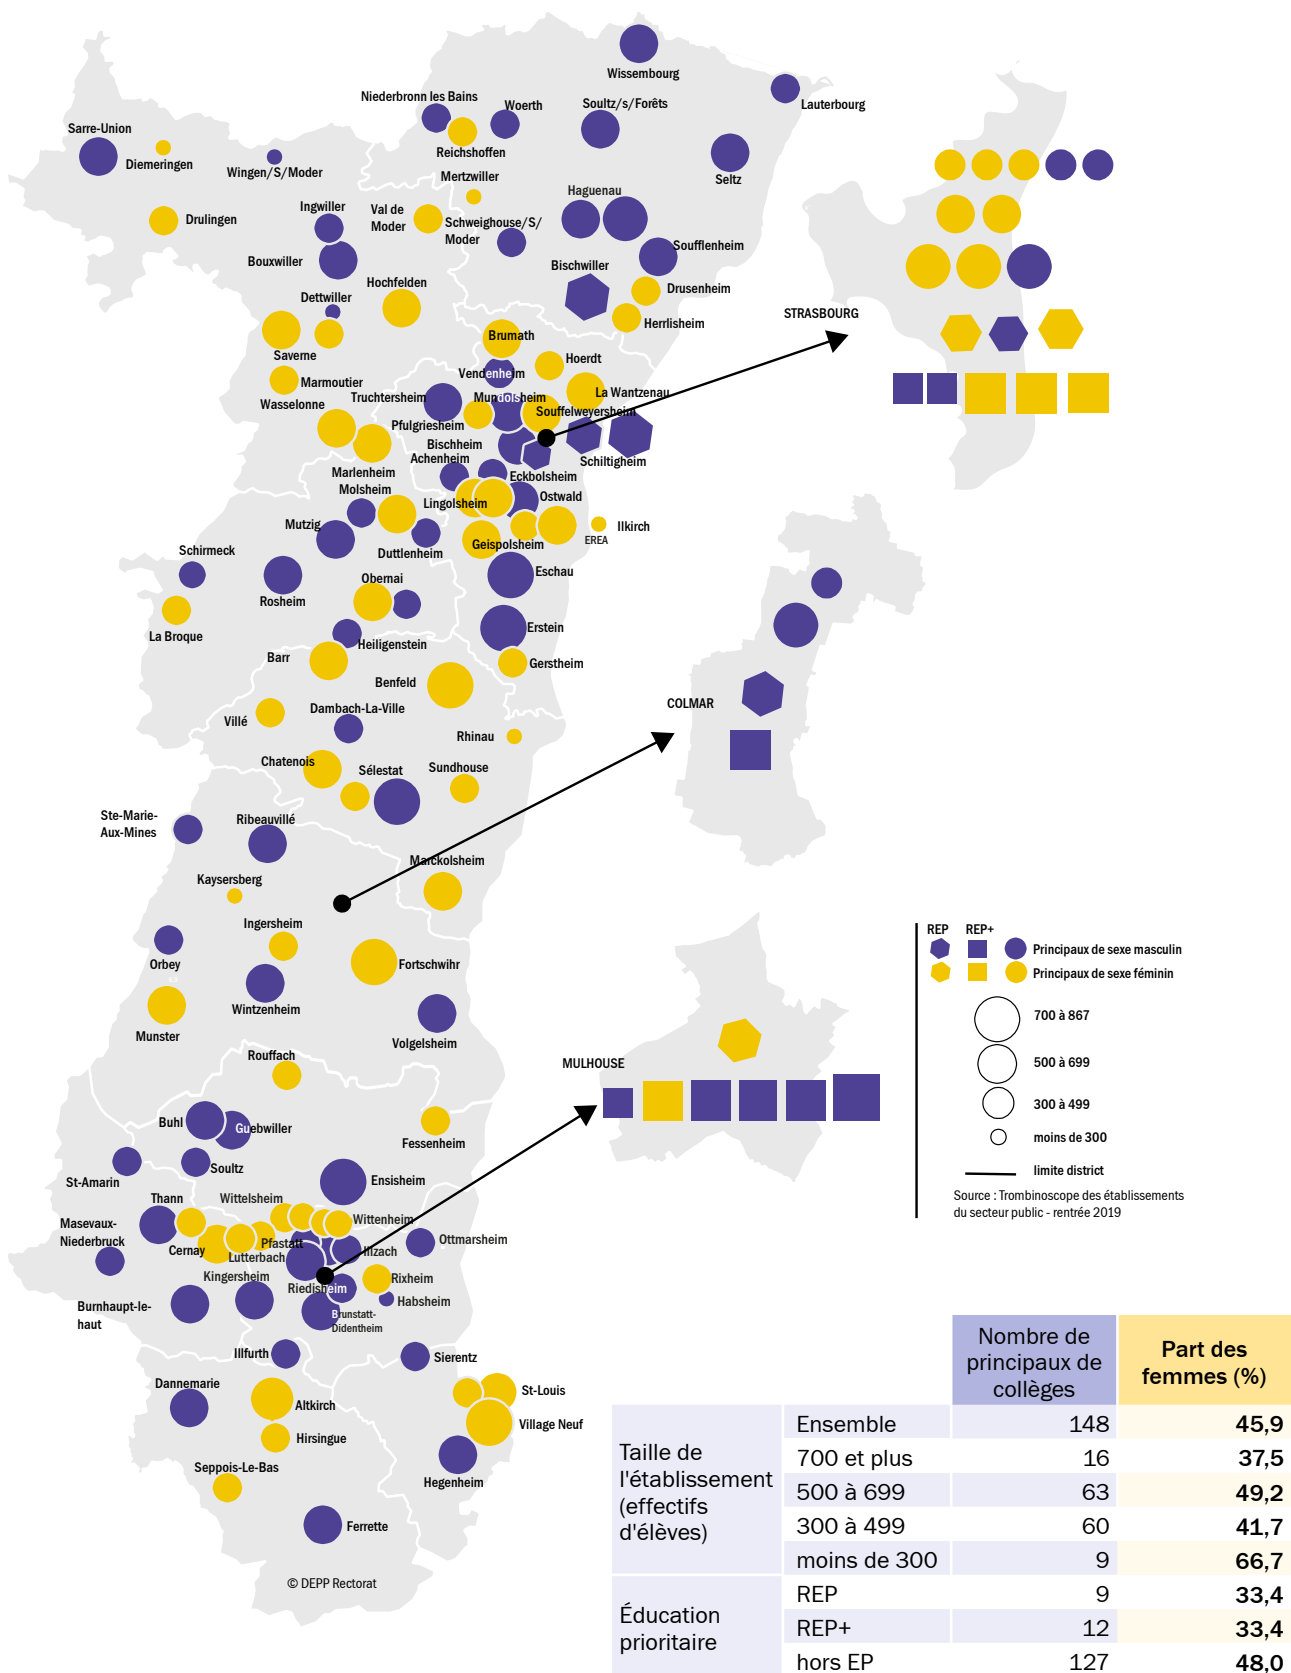 Wissembourg
Niederbronn les Bains
Woerth
Soultz/s/Forêts
Lauterbourg
Sarre-Union
Diemeringen
Reichshoffen
Wingen/S/Moder
Mertzwiller
Seltz
Haguenau
Ingwiller
Val de
Moder
Drulingen
Schweighouse/S/
Moder
Soufflenheim
Bouxwiller
Bischwiller
Hochfelden
Drusenheim
Dettwiller
STRASBOURG
Herrlisheim
Brumath
Saverne
Hoerdt
Vendenheim
Marmoutier
La Wantzenau
Truchtersheim
Mundolsheim
Wasselonne
Souffelweyersheim
Pfulgriesheim
Bischheim
Achenheim
Schiltigheim
Marlenheim
Eckbolsheim
Molsheim
Lingolsheim
Ostwald
Mutzig
Ilkirch
EREA
Geispolsheim
Duttlenheim
Schirmeck
Eschau
Obernai
Rosheim
Erstein
La Broque
Heiligenstein
Barr
Gerstheim
Benfeld
Dambach-La-Ville
COLMAR
Villé
Rhinau
Chatenois
Sélestat
Sundhouse
Ste-Marie-
Aux-Mines
Ribeauvillé
Marckolsheim
Kaysersberg
Ingersheim
Orbey
Fortschwihr
Wintzenheim
Munster
Volgelsheim
Rouffach
MULHOUSE
Buhl
Guebwiller
Fessenheim
Soultz
St-Amarin
Ensisheim
Thann
Wittelsheim
Masevaux-
Niederbruck
Wittenheim
Cernay
Pfastatt
Lutterbach
Illzach
Ottmarsheim
Kingersheim
Riedisheim
Rixheim
Habsheim
Burnhaupt-le-
haut
Brunstatt-
Didentheim
Illfurth
Sierentz
Dannemarie
St-Louis
Altkirch
Village Neuf
Hirsingue
Seppois-Le-Bas
Hegenheim
Ferrette
© DEPP Rectorat
REP REP+
Principaux de sexe masculin
Principaux de sexe féminin
700 à 867
500 à 699
300 à 499
moins de 300
limite district
Source : Trombinoscope des établissements
du secteur public - rentrée 2019
Nombre de
principaux de
collèges
Part des
femmes (%)
Taille de
l'établissement
(effectifs
d'élèves)
Ensemble 148 45,9
700 et plus 16 37,5
500 à 699 63 49,2
300 à 499 60 41,7
moins de 300 9 66,7
Éducation
prioritaire
REP 9 33,4
REP+ 12 33,4
hors EP 127 48,0